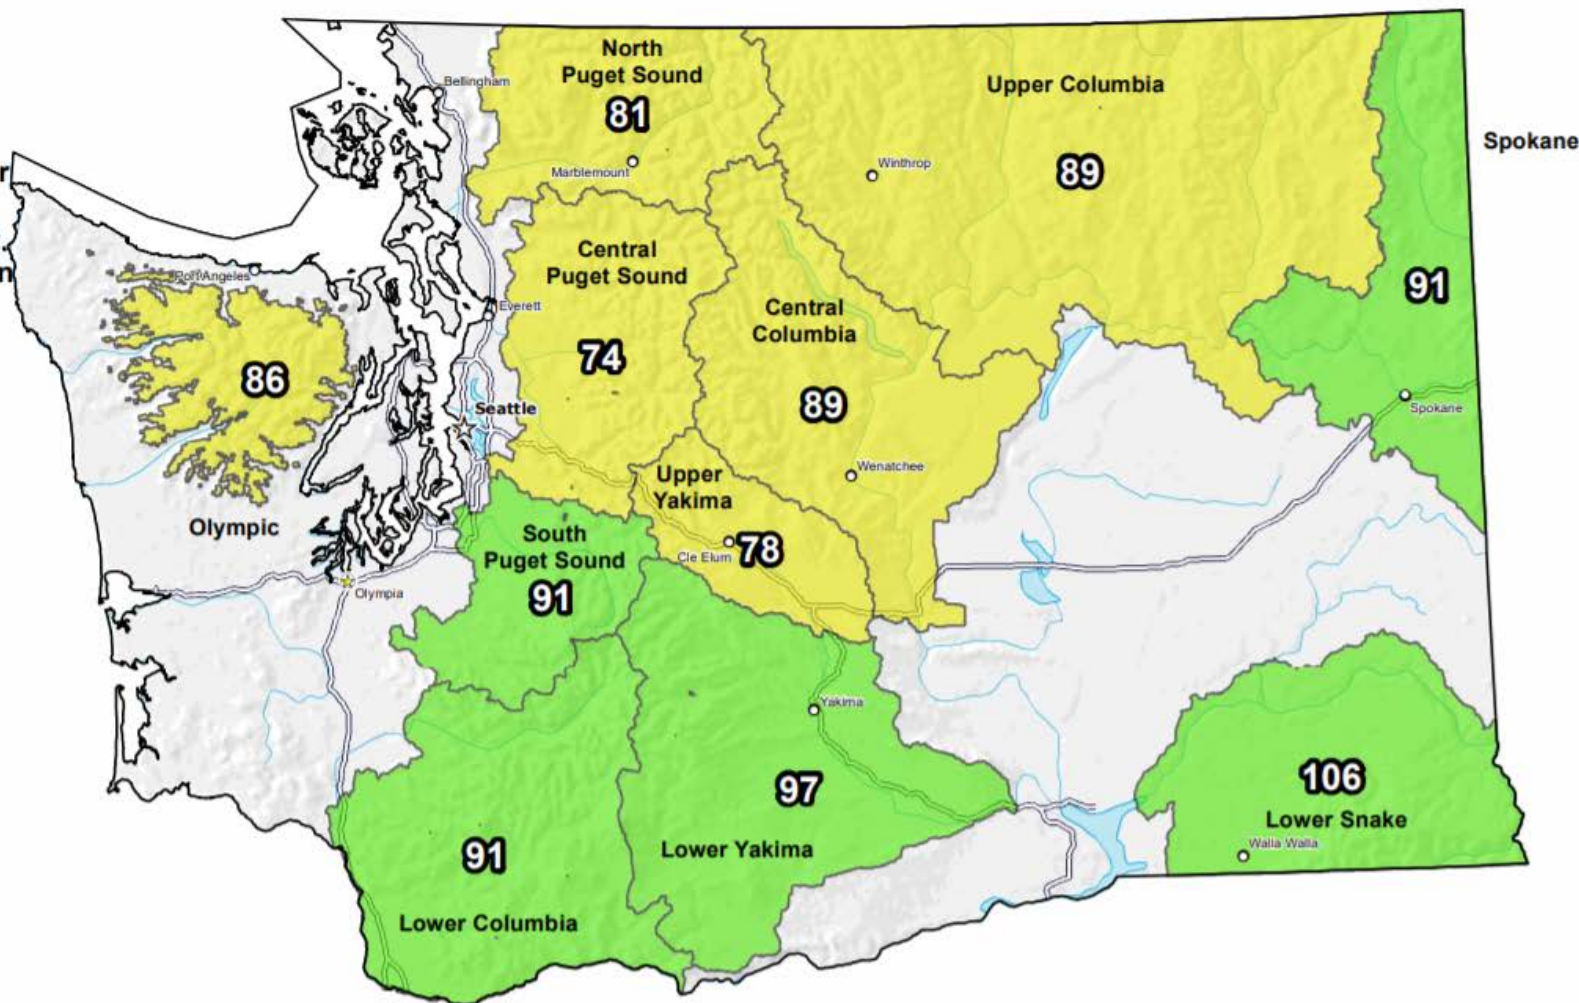 North
Puget Sound
81
Bellingham
Marblemount
Upper Columbia
89
Winthrop
Spokane
91
Spokane
r
n
Port Angeles
86
Olympic
Everett
Central
Puget Sound
74
Seattle
Central
Columbia
89
Wenatchee
Upper
Yakima
Cle Elum
78
South
Puget Sound
91
Olympia
Yakima
97
Lower Yakima
91
Lower Columbia
106
Lower Snake
Walla Walla